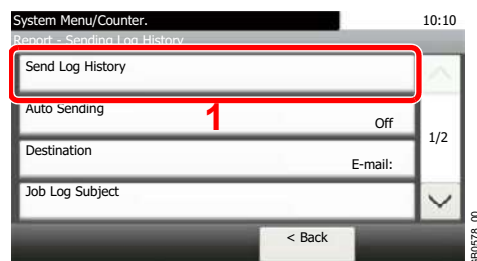 System Menu/Counter.
10:10
Report - Sending Log History
Send Log History
Auto Sending
1
Off
1/2
Destination
E-mail:
Job Log Subject
< Back